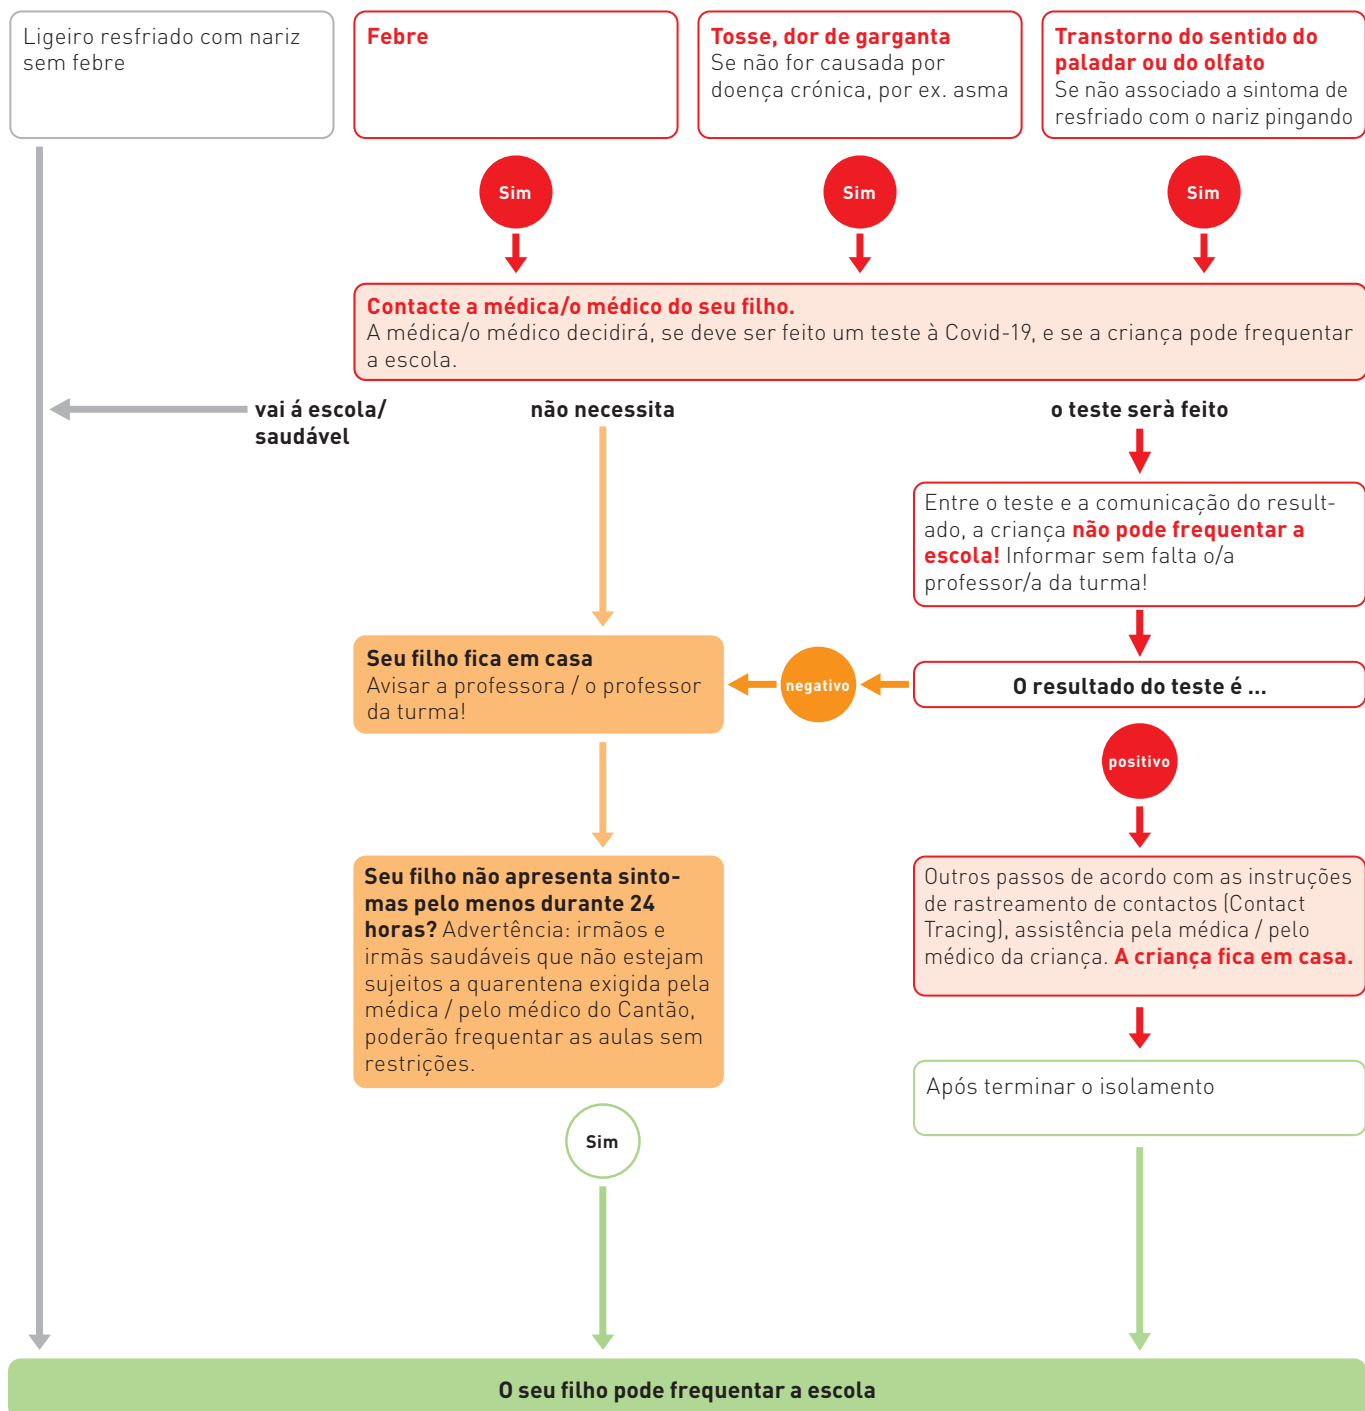 Ligeiro resfriado com nariz
sem febre
Febre
Tosse, dor de garganta
Se não for causada por
doença crónica, por ex. asma
Transtorno do sentido do
paladar ou do olfato
Se não associado a sintoma de
resfriado com o nariz pingando
Sim
Sim
Sim
Contacte a médica/o médico do seu filho.
A médica/o médico decidirá, se deve ser feito um teste à Covid-19, e se a criança pode frequentar
a escola.
vai á escola/
saudável
não necessita
o teste serà feito
Entre o teste e a comunicação do result-
ado, a criança não pode frequentar a
escola! Informar sem falta o/a
professor/a da turma!
Seu filho fica em casa
Avisar a professora / o professor
da turma!
negativo
O resultado do teste é ...
positivo
Seu filho não apresenta sinto-
mas pelo menos durante 24
horas? Advertência: irmãos e
irmãs saudáveis que não estejam
sujeitos a quarentena exigida pela
médica / pelo médico do Cantão,
poderão frequentar as aulas sem
restrições.
Outros passos de acordo com as instruções
de rastreamento de contactos (Contact
Tracing), assistência pela médica / pelo
médico da criança. A criança fica em casa.
Após terminar o isolamento
Sim
O seu filho pode frequentar a escola